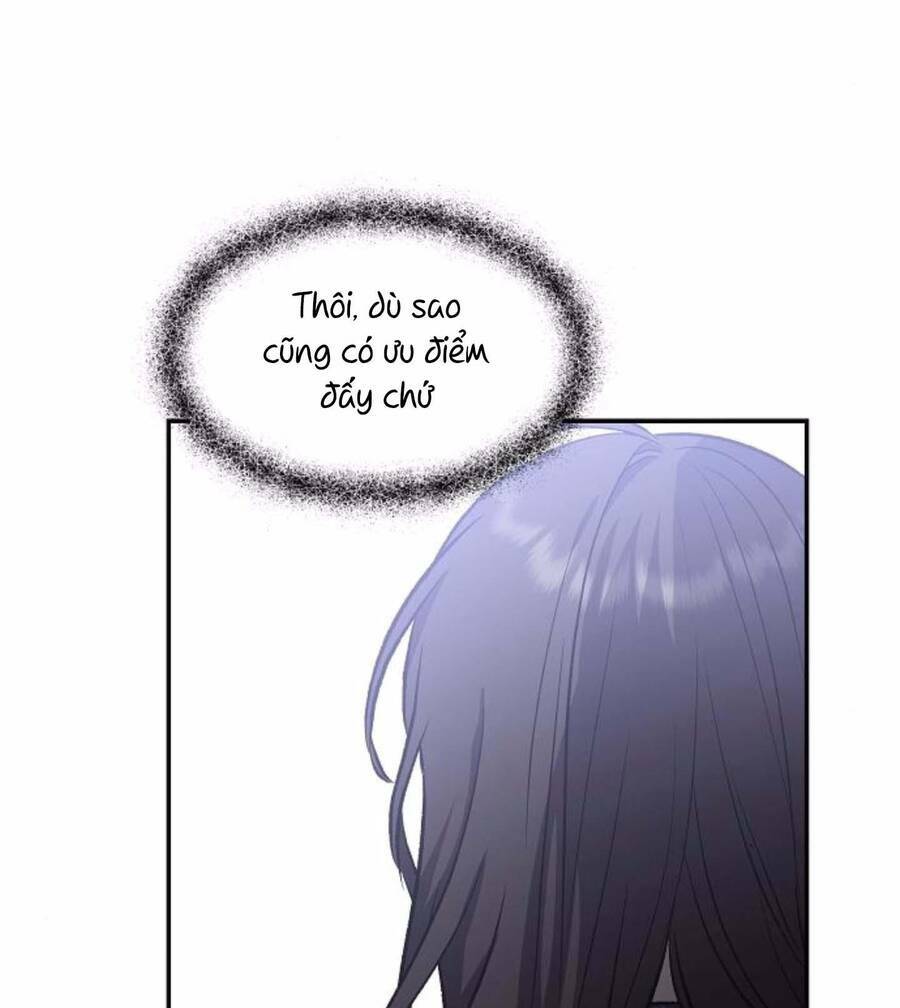 Thôi, dù sao
cũng có ưu điểm
đấy chứ